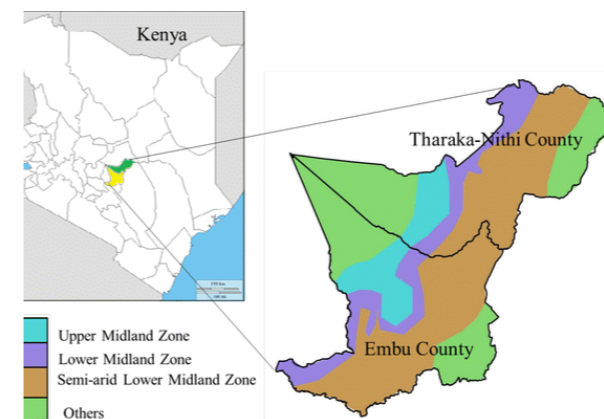 Kenya
Tharaka-Nithi County
Embu County
Upper Midland Zone
Lower Midland Zone
Semi-arid Lower Midland Zone
Others